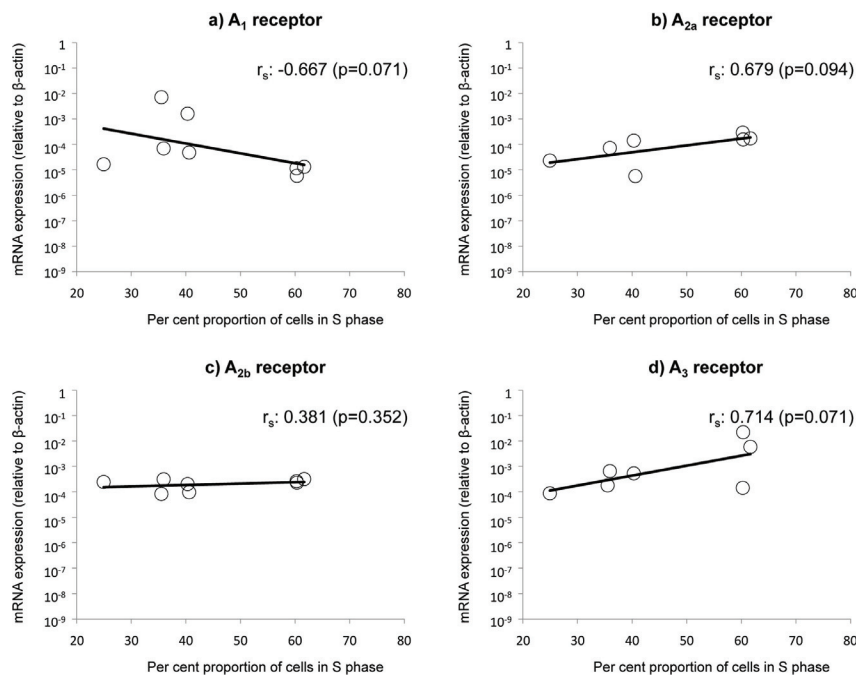 a) A₁ receptor
rₛ: -0.667 (p=0.071)
mRNA expression (relative to β-actin)
1
10⁻¹
10⁻²
10⁻³
10⁻⁴
10⁻⁵
10⁻⁶
10⁻⁷
10⁻⁸
10⁻⁹
20 30 40 50 60 70 80
Per cent proportion of cells in S phase
b) A₂ₐ receptor
rₛ: 0.679 (p=0.094)
mRNA expression (relative to β-actin)
1
10⁻¹
10⁻²
10⁻³
10⁻⁴
10⁻⁵
10⁻⁶
10⁻⁷
10⁻⁸
10⁻⁹
20 30 40 50 60 70 80
Per cent proportion of cells in S phase
c) A₂b receptor
rₛ: 0.381 (p=0.352)
mRNA expression (relative to β-actin)
1
10⁻¹
10⁻²
10⁻³
10⁻⁴
10⁻⁵
10⁻⁶
10⁻⁷
10⁻⁸
10⁻⁹
20 30 40 50 60 70 80
Per cent proportion of cells in S phase
d) A₃ receptor
rₛ: 0.714 (p=0.071)
mRNA expression (relative to β-actin)
1
10⁻¹
10⁻²
10⁻³
10⁻⁴
10⁻⁵
10⁻⁶
10⁻⁷
10⁻⁸
10⁻⁹
20 30 40 50 60 70 80
Per cent proportion of cells in S phase